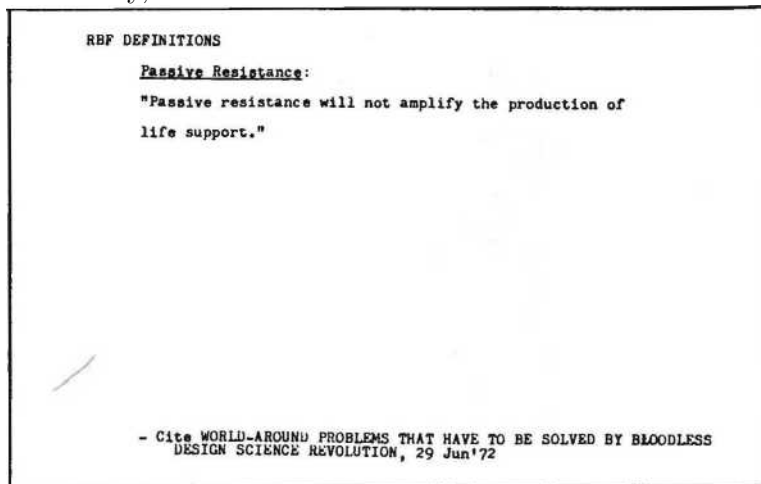 RBF DEFINITIONS
Passive Resistance:
"Passive resistance will not amplify the production of
life support."
- Cite WORLD-AROUND PROBLEMS THAT HAVE TO BE SOLVED BY BLOODLESS
DESIGN SCIENCE REVOLUTION, 29 Jun'72